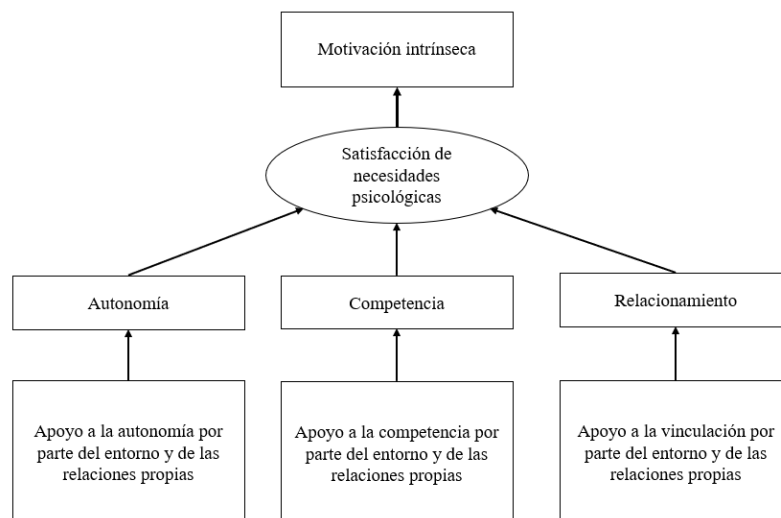 Motivación intrínseca
Satisfacción de
necesidades
psicológicas
Autonomía
Competencia
Relacionamiento
Apoyo a la autonomía por
parte del entorno y de las
relaciones propias
Apoyo a la competencia por
parte del entorno y de las
relaciones propias
Apoyo a la vinculación por
parte del entorno y de las
relaciones propias